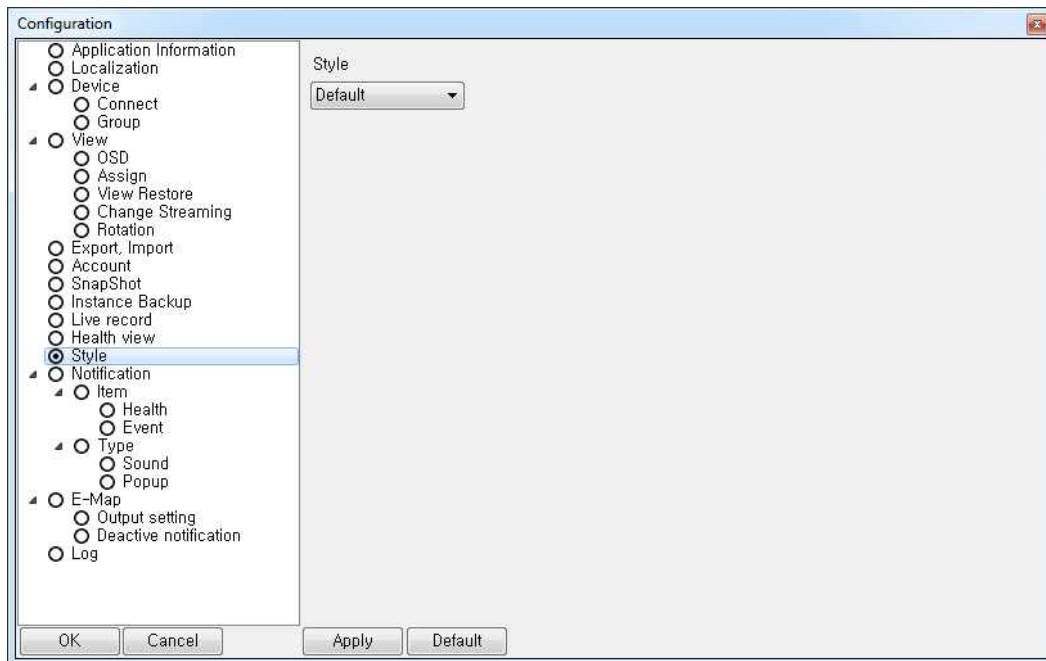 Configuration
Application Information
Localization
Device
Connect
Group
View
OSD
Assign
View Restore
Change Streaming
Rotation
Export, Import
Account
SnapShot
Instance Backup
Live record
Health view
Style
Notification
Item
Health
Event
Type
Sound
Popup
E-Map
Output setting
Deactive notification
Log
Style
Default
OK Cancel Apply Default